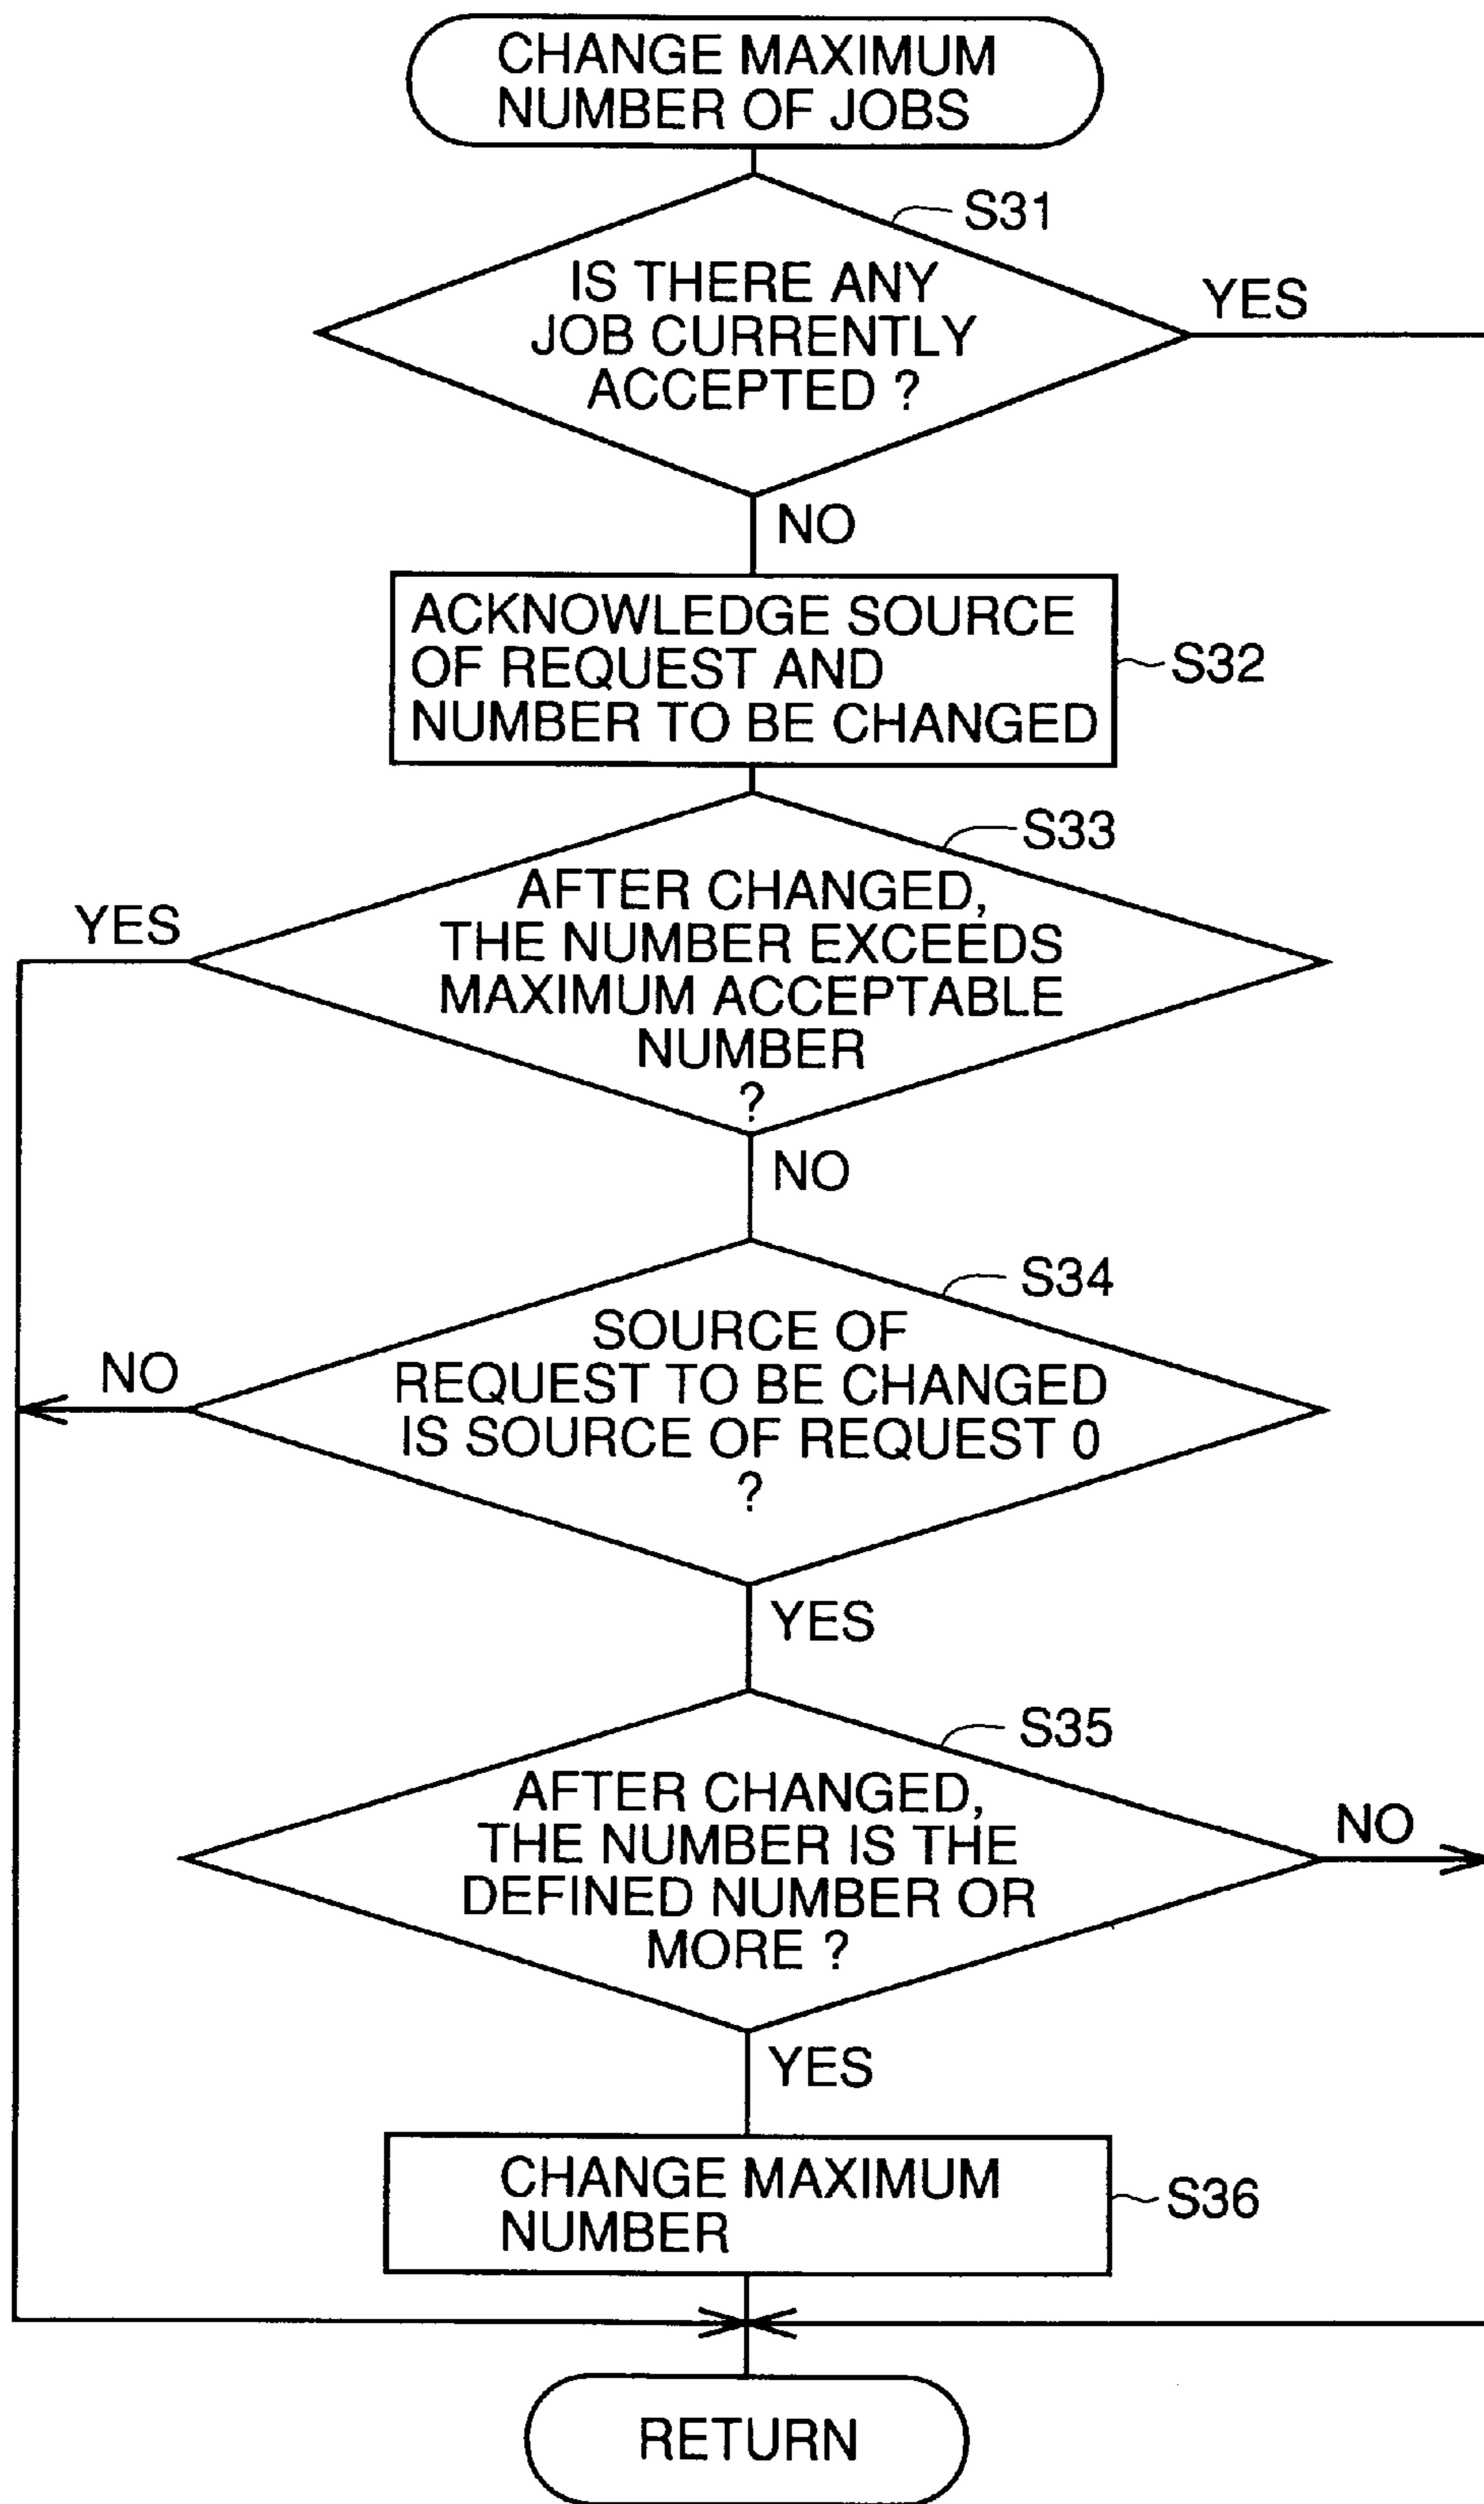 CHANGE MAXIMUM
NUMBER OF JOBS
S31
IS THERE ANY
JOB CURRENTLY
ACCEPTED ?
YES
NO
ACKNOWLEDGE SOURCE
OF REQUEST AND
NUMBER TO BE CHANGED
S32
S33
AFTER CHANGED,
THE NUMBER EXCEEDS
MAXIMUM ACCEPTABLE
NUMBER
?
YES
NO
S34
SOURCE OF
REQUEST TO BE CHANGED
IS SOURCE OF REQUEST 0
?
NO
YES
S35
AFTER CHANGED,
THE NUMBER IS THE
DEFINED NUMBER OR
MORE ?
NO
YES
CHANGE MAXIMUM
NUMBER
S36
RETURN